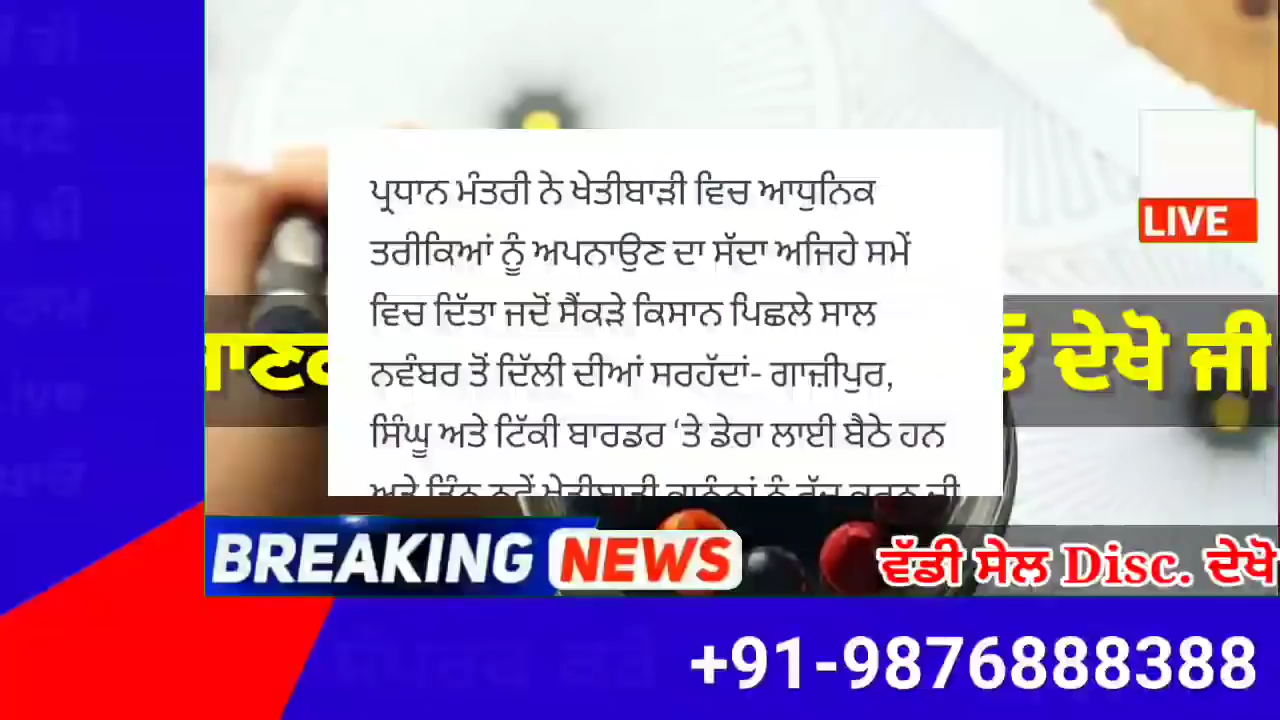 ਪ੍ਰਧਾਨ ਮੰਤਰੀ ਨੇ ਖੇਤੀਬਾੜੀ ਵਿਚ ਆਧੁਨਿਕ
ਤਰੀਕਿਆਂ ਨੂੰ ਅਪਨਾਉਣ ਦਾ ਸੱਦਾ ਅਜਿਹੇ ਸਮੇਂ
ਵਿਚ ਦਿੱਤਾ ਜਦੋਂ ਸੈਂਕੜੇ ਕਿਸਾਨ ਪਿਛਲੇ ਸਾਲ
ਨਵੰਬਰ ਤੋਂ ਦਿੱਲੀ ਦੀਆਂ ਸਰਹੱਦਾਂ- ਗਾਜ਼ੀਪੁਰ,
ਸਿੰਘੂ ਅਤੇ ਟਿੱਕੀ ਬਾਰਡਰ ‘ਤੇ ਡੇਰਾ ਲਾਈ ਬੈਠੇ ਹਨ
LIVE
ਦੇਖੋ ਜੀ
BREAKING NEWS
ਵੱਡੀ ਸੇਲ Disc. ਦੇਖੋ
+91-9876888388